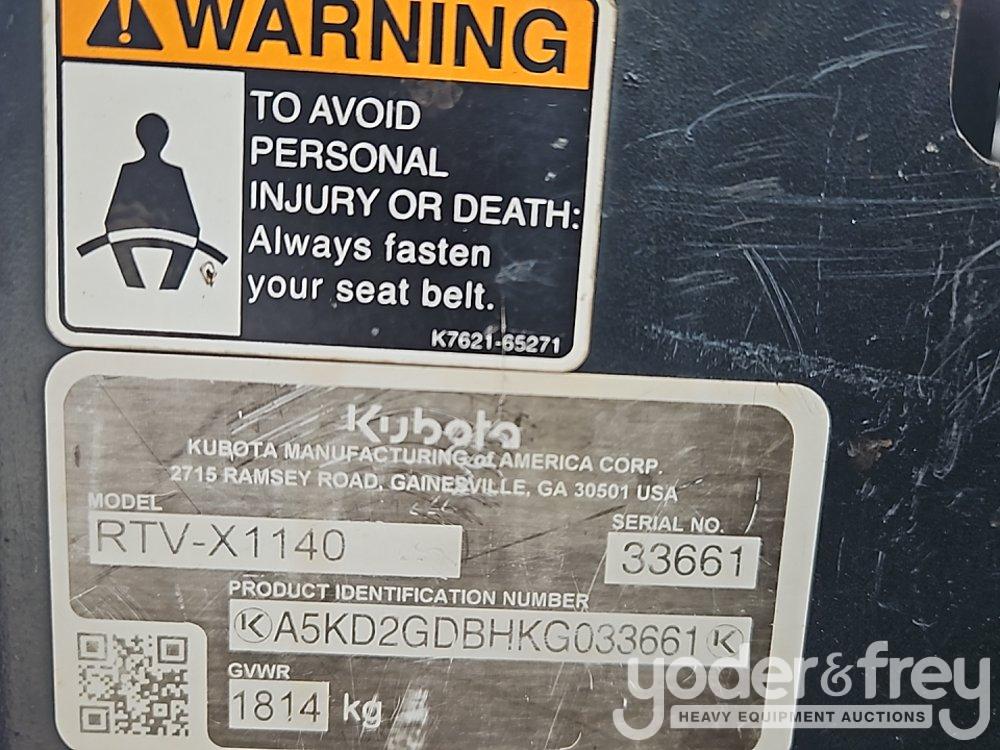 WARNING
TO AVOID
PERSONAL
INJURY OR DEATH:
Always fasten
your seat belt.
K7621-65271
Kubota
KUBOTA MANUFACTURING of AMERICA CORP.
2715 RAMSEY ROAD, GAINESVILLE, GA 30501 USA
MODEL
RTV-X1140
SERIAL NO.
33661
PRODUCT IDENTIFICATION NUMBER
K A5KD2GDBHKG033661 K
GVWR
1814 kg
yoder&frey
HEAVY EQUIPMENT AUCTIONS